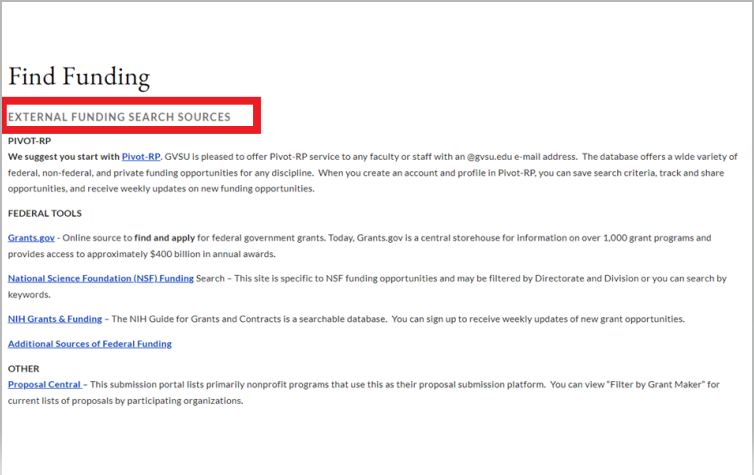 Find Funding
EXTERNAL FUNDING SEARCH SOURCES
PIVOT-RP
We suggest you start with Pivot-RP. GVSU is pleased to offer Pivot-RP service to any faculty or staff with an @gvsu.edu e-mail address.  The database offers a wide variety of
federal, non-federal, and private funding opportunities for any discipline.  When you create an account and profile in Pivot-RP, you can save search criteria, track and share
opportunities, and receive weekly updates on new funding opportunities.
FEDERAL TOOLS
Grants.gov - Online source to find and apply for federal government grants. Today, Grants.gov is a central storehouse for information on over 1,000 grant programs and
provides access to approximately $400 billion in annual awards.
National Science Foundation (NSF) Funding Search – This site is specific to NSF funding opportunities and may be filtered by Directorate and Division or you can search by
keywords.
NIH Grants & Funding – The NIH Guide for Grants and Contracts is a searchable database.  You can sign up to receive weekly updates of new grant opportunities.
Additional Sources of Federal Funding
OTHER
Proposal Central – This submission portal lists primarily nonprofit programs that use this as their proposal submission platform.  You can view "Filter by Grant Maker" for
current lists of proposals by participating organizations.